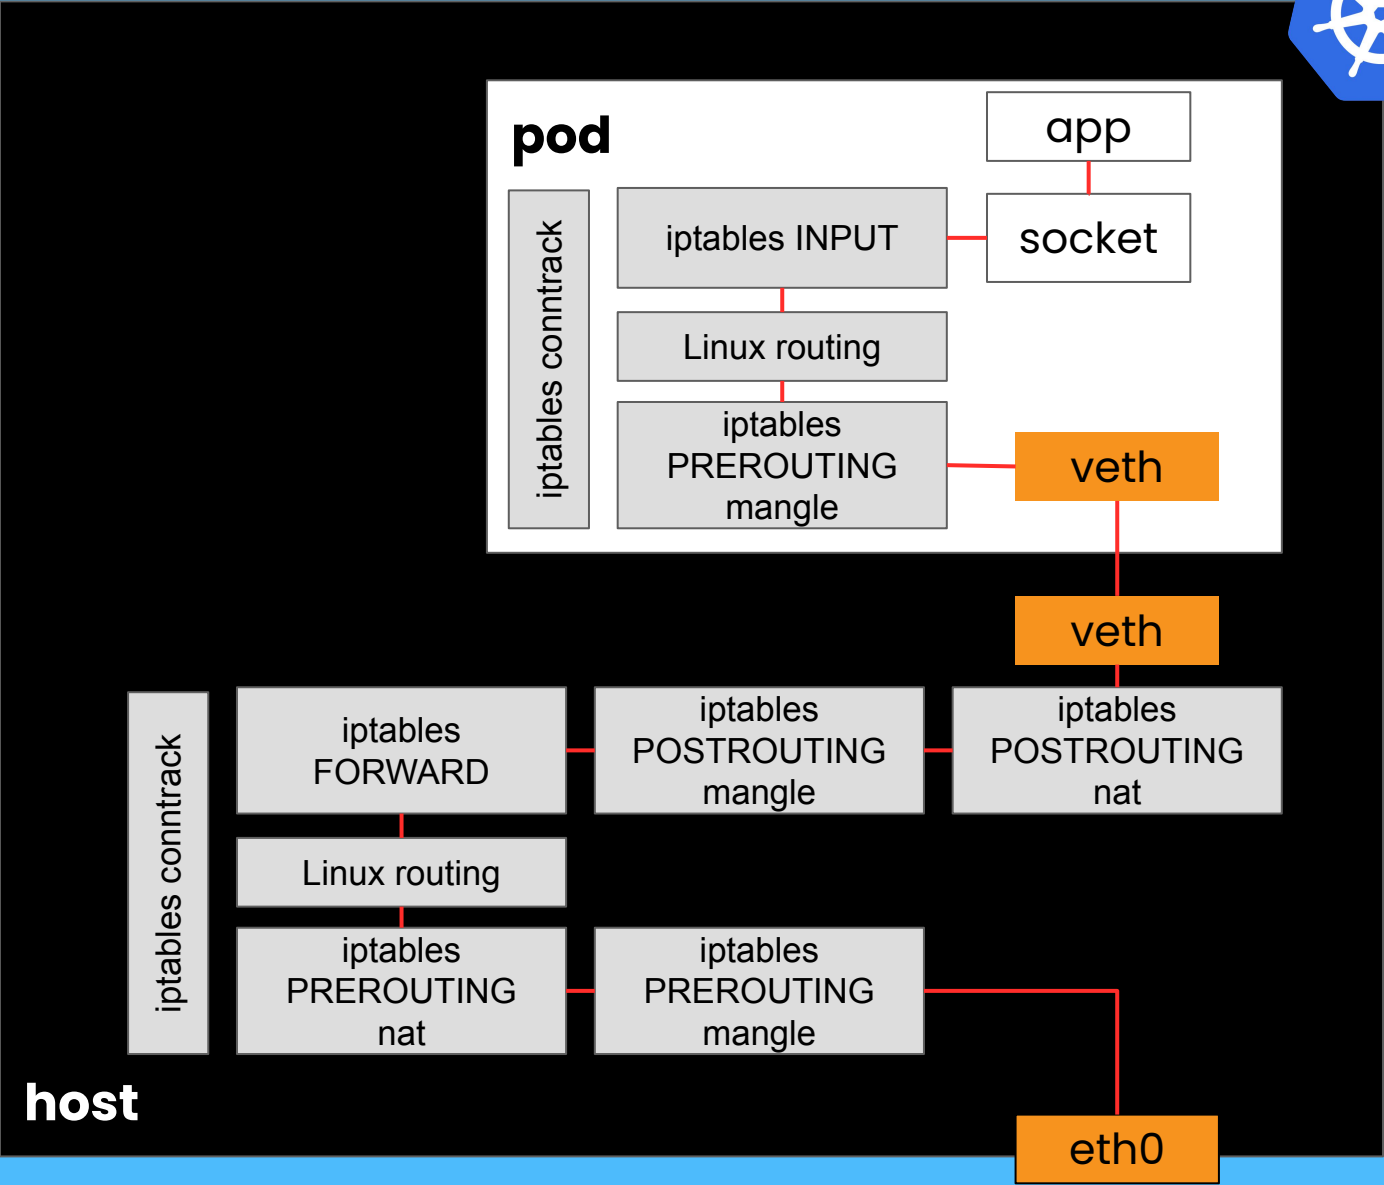 pod
app
iptables conntrack
iptables INPUT
socket
Linux routing
iptables
PREROUTING
mangle
veth
veth
iptables conntrack
iptables
FORWARD
iptables
POSTROUTING
mangle
iptables
POSTROUTING
nat
Linux routing
iptables
PREROUTING
nat
iptables
PREROUTING
mangle
host
eth0